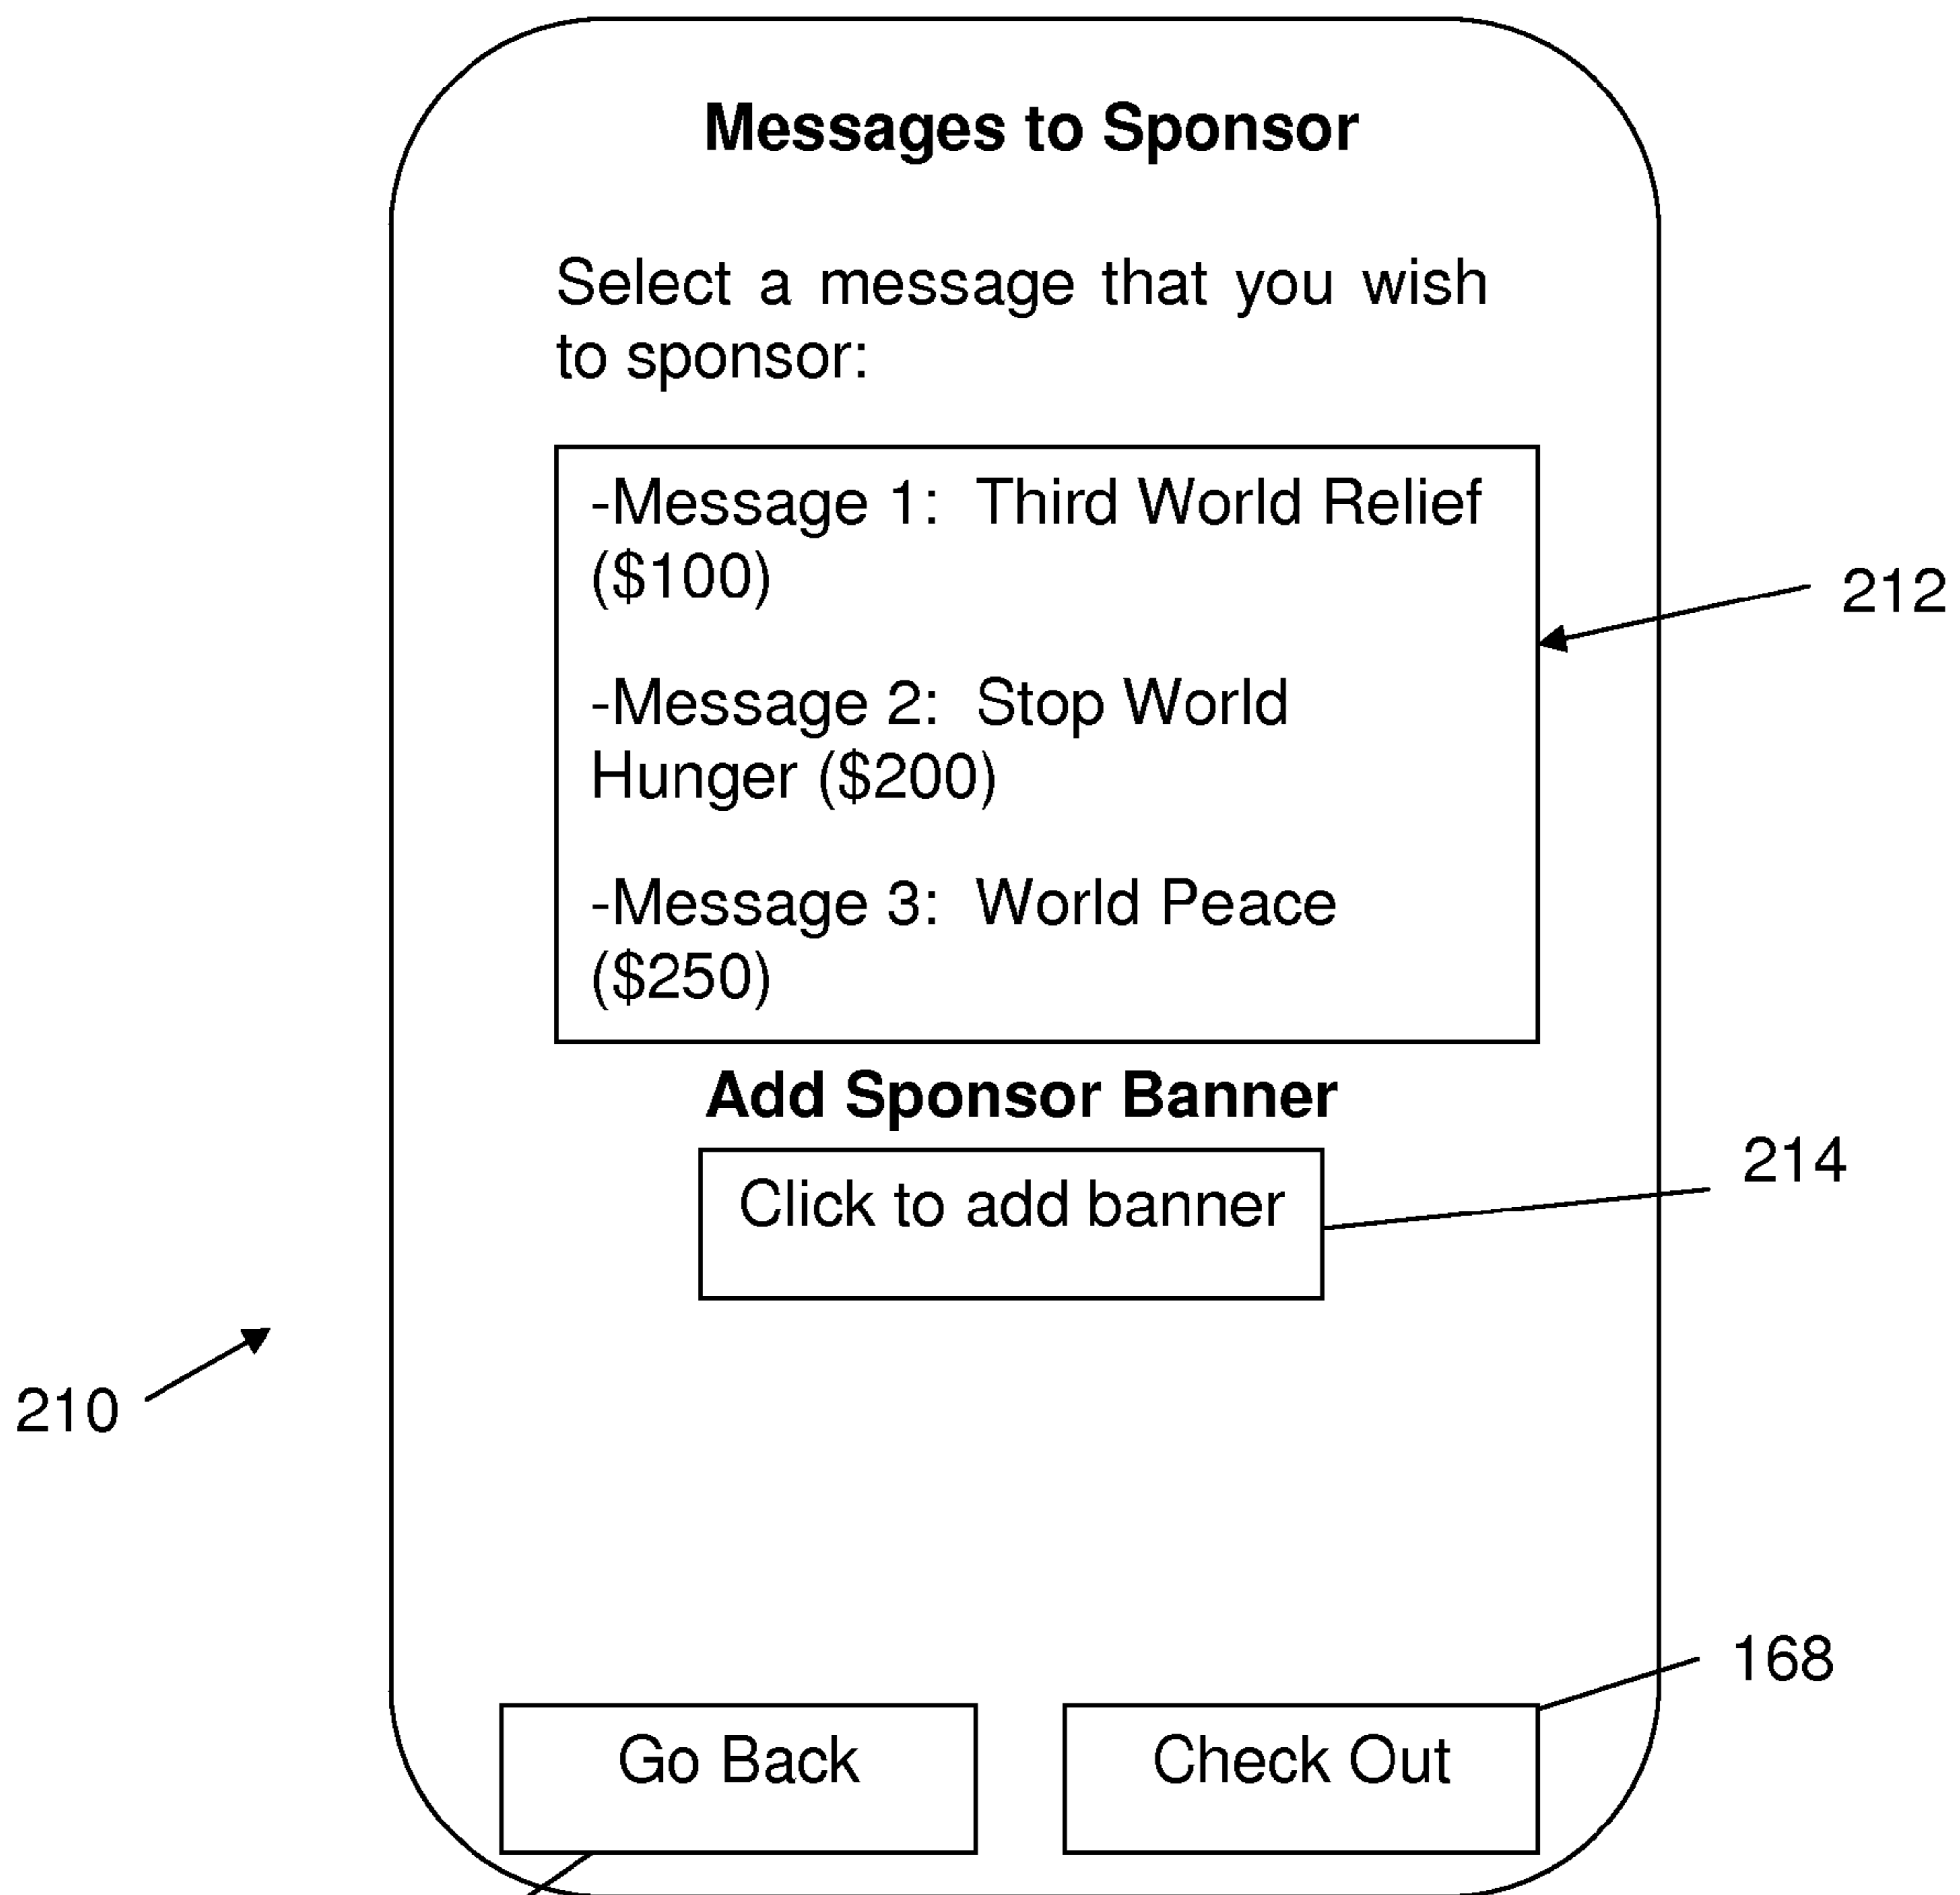 Messages to Sponsor
Select a message that you wish
to sponsor:
-Message 1: Third World Relief
($100)
212
-Message 2: Stop World
Hunger ($200)
-Message 3: World Peace
($250)
Add Sponsor Banner
214
Click to add banner
210
168
Go Back
Check Out